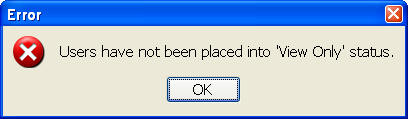 Error
Users have not been placed into 'View Only' status.
OK